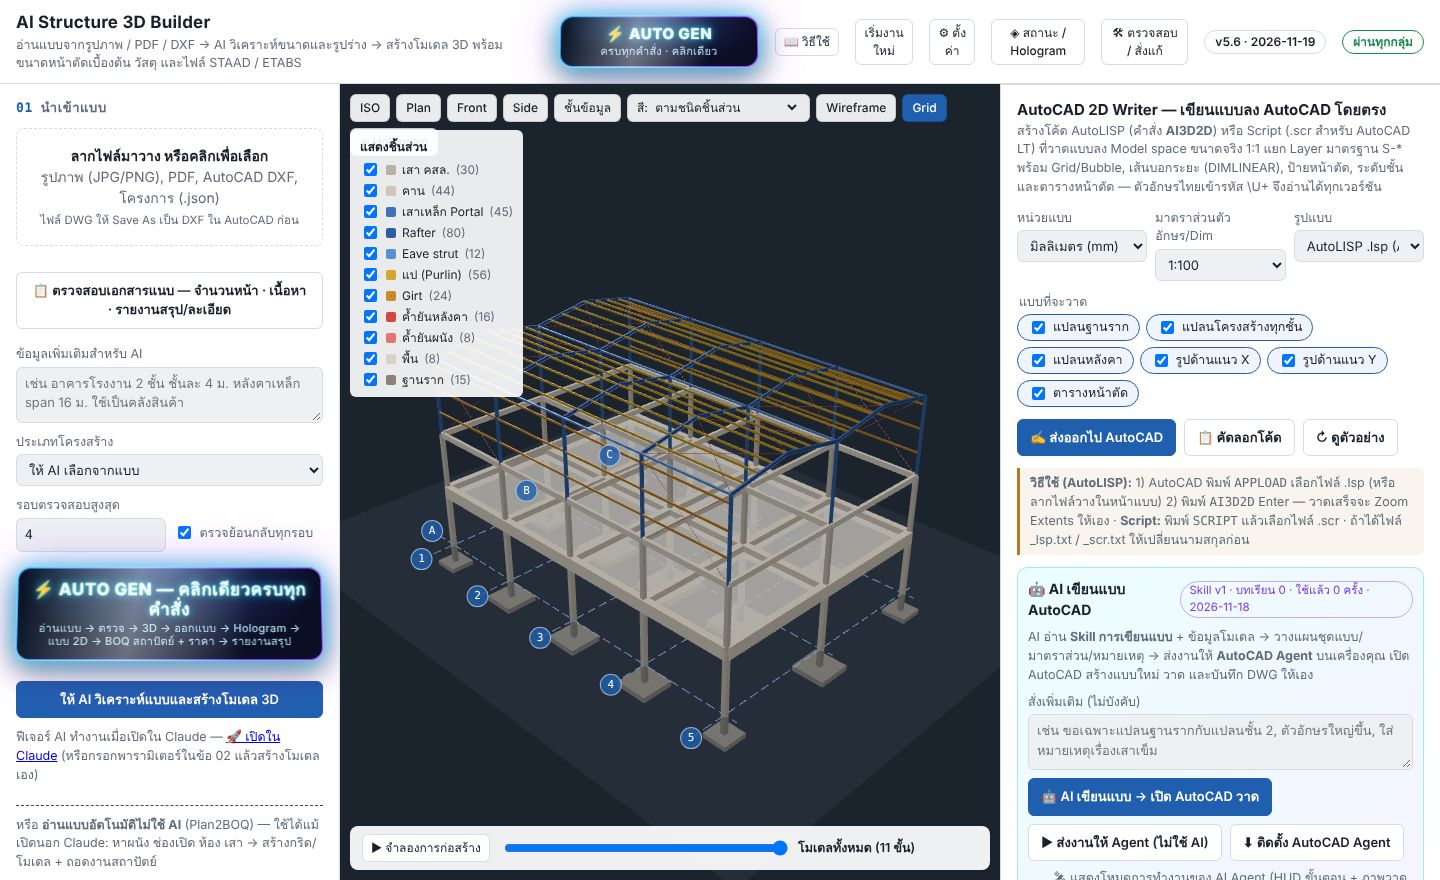 AI Structure 3D Builder
อ่านแบบจากรูปภาพ / PDF / DXF → AI วิเคราะห์ขนาดและรูปร่าง → สร้างโมเดล 3D พร้อม
ขนาดหน้าตัดเบื้องต้น วัสดุ และไฟล์ STAAD / ETABS
⚡ AUTO GEN
ครบทุกคำสั่ง · คลิกเดียว
📖 วิธีใช้
เริ่มงาน
ใหม่
⚙ ตั้ง
ค่า
◈ สถานะ /
Hologram
🛠 ตรวจสอบ
/ สั่งแก้
v5.6 · 2026-11-19
ผ่านทุกกลุ่ม
01 นำเข้าแบบ
ลากไฟล์มาวาง หรือคลิกเพื่อเลือก
รูปภาพ (JPG/PNG), PDF, AutoCAD DXF,
โครงการ (.json)
ไฟล์ DWG ให้ Save As เป็น DXF ใน AutoCAD ก่อน
📋 ตรวจสอบเอกสารแนบ — จำนวนหน้า · เนื้อหา
· รายงานสรุป/ละเอียด
ข้อมูลเพิ่มเติมสำหรับ AI
เช่น อาคารโรงงาน 2 ชั้น ชั้นละ 4 ม. หลังคาเหล็ก
span 16 ม. ใช้เป็นคลังสินค้า
ประเภทโครงสร้าง
ให้ AI เลือกจากแบบ
รอบตรวจสอบสูงสุด
4
ตรวจย้อนกลับทุกรอบ
⚡ AUTO GEN — คลิกเดียวครบทุก
คำสั่ง
อ่านแบบ → ตรวจ → 3D → ออกแบบ → Hologram →
แบบ 2D → BOQ สถาปัตย์ + ราคา → รายงานสรุป
ให้ AI วิเคราะห์แบบและสร้างโมเดล 3D
ฟีเจอร์ AI ทำงานเมื่อเปิดใน Claude — 🚀 เปิดใน
Claude (หรือกรอกพารามิเตอร์ในข้อ 02 แล้วสร้างโมเดล
เอง)
หรือ อ่านแบบอัตโนมัติไม่ใช้ AI (Plan2BOQ) — ใช้ได้แม้
เปิดนอก Claude: หาผนัง ช่องเปิด ห้อง เสา → สร้างกริด/
โมเดล + ถอดงานสถาปัตย์
ISO
Plan
Front
Side
ชั้นข้อมูล
สี: ตามชนิดชิ้นส่วน
Wireframe
Grid
แสดงชิ้นส่วน
เสา คสล. (30)
คาน (44)
เสาเหล็ก Portal (45)
Rafter (80)
Eave strut (12)
แป (Purlin) (56)
Girt (24)
ค้ำยันหลังคา (16)
ค้ำยันผนัง (8)
พื้น (8)
ฐานราก (15)
C
B
A
1
2
3
4
5
▶ จำลองการก่อสร้าง
โมเดลทั้งหมด (11 ขั้น)
AutoCAD 2D Writer — เขียนแบบลง AutoCAD โดยตรง
สร้างโค้ด AutoLISP (คำสั่ง AI3D2D) หรือ Script (.scr สำหรับ AutoCAD
LT) ที่วาดแบบลง Model space ขนาดจริง 1:1 แยก Layer มาตรฐาน S-*
พร้อม Grid/Bubble, เส้นบอกระยะ (DIMLINEAR), ป้ายหน้าตัด, ระดับชั้น
และตารางหน้าตัด — ตัวอักษรไทยเข้ารหัส \U+ จึงอ่านได้ทุกเวอร์ชัน
หน่วยแบบ
มาตราส่วนตัว
อักษร/Dim
รูปแบบ
มิลลิเมตร (mm)
1:100
AutoLISP .lsp (A
แบบที่จะวาด
แปลนฐานราก
แปลนโครงสร้างทุกชั้น
แปลนหลังคา
รูปด้านแนว X
รูปด้านแนว Y
ตารางหน้าตัด
✍ ส่งออกไป AutoCAD
📋 คัดลอกโค้ด
↻ ดูตัวอย่าง
วิธีใช้ (AutoLISP): 1) AutoCAD พิมพ์ APPLOAD เลือกไฟล์ .lsp (หรือ
ลากไฟล์วางในหน้าแบบ) 2) พิมพ์ AI3D2D Enter — วาดเสร็จจะ Zoom
Extents ให้เอง · Script: พิมพ์ SCRIPT แล้วเลือกไฟล์ .scr · ถ้าได้ไฟล์
_lsp.txt / _scr.txt ให้เปลี่ยนนามสกุลก่อน
🤖 AI เขียนแบบ
AutoCAD
Skill v1 · บทเรียน 0 · ใช้แล้ว 0 ครั้ง ·
2026-11-18
AI อ่าน Skill การเขียนแบบ + ข้อมูลโมเดล → วางแผนชุดแบบ/
มาตราส่วน/หมายเหตุ → ส่งงานให้ AutoCAD Agent บนเครื่องคุณ เปิด
AutoCAD สร้างแบบใหม่ วาด และบันทึก DWG ให้เอง
สั่งเพิ่มเติม (ไม่บังคับ)
เช่น ขอเฉพาะแปลนฐานรากกับแปลนชั้น 2, ตัวอักษรใหญ่ขึ้น, ใส่
หมายเหตุเรื่องเสาเข็ม
🤖 AI เขียนแบบ → เปิด AutoCAD วาด
▶ ส่งงานให้ Agent (ไม่ใช้ AI)
⬇ ติดตั้ง AutoCAD Agent
🛰 แสดงโหมดการทำงานของ AI Agent (HUD ขั้นตอน + ภาพวาด